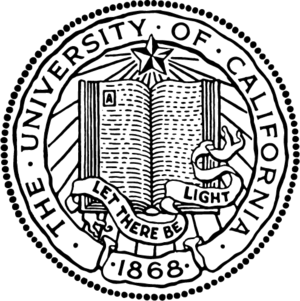 ·THE·UNIVERSITY·OF·CALIFORNIA·
A
LET THERE BE
LIGHT
·1868·